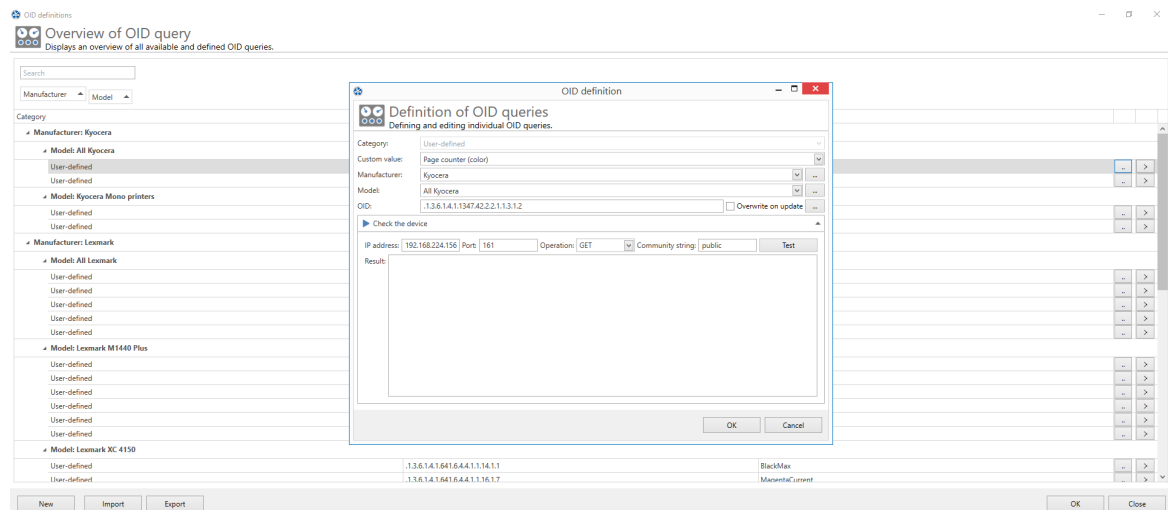 OID definitions
Overview of OID query
Displays an overview of all available and defined OID queries.
Search
Manufacturer Model
Category
Manufacturer: Kyocera
Model: All Kyocera
User-defined .. >
User-defined .. >
Model: Kyocera Mono printers
User-defined .. >
User-defined .. >
Manufacturer: Lexmark
Model: All Lexmark
User-defined .. >
User-defined .. >
User-defined .. >
User-defined .. >
User-defined .. >
Model: Lexmark M1440 Plus
User-defined .. >
User-defined .. >
User-defined .. >
User-defined .. >
User-defined .. >
User-defined .. >
Model: Lexmark XC 4150
User-defined .1.3.6.1.4.1.641.6.4.4.1.1.14.1.1 BlackMax .. >
User-defined .1.3.6.1.4.1.641.6.4.4.1.1.16.1.7 MagentaCurrent .. >
New Import Export OK Close
OID definition
Definition of OID queries
Defining and editing individual OID queries.
Category: User-defined
Custom value: Page counter (color)
Manufacturer: Kyocera ...
Model: All Kyocera ...
OID: .1.3.6.1.4.1.1347.42.2.2.1.1.3.1.2 Overwrite on update ...
Check the device
IP address: 192.168.224.156 Port: 161 Operation: GET Community string: public Test
Result:
OK Cancel